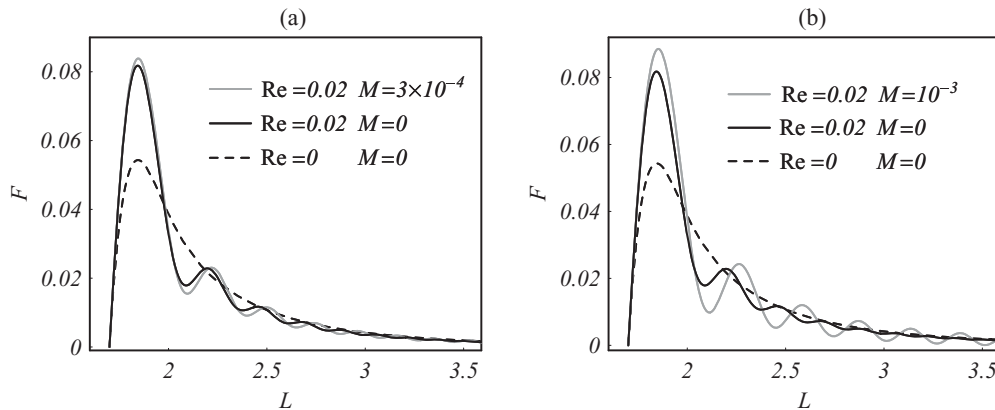 (a)
F
0.08
0.06
0.04
0.02
0
Re=0.02 M=3×10⁻⁴
Re=0.02 M=0
Re=0 M=0
2 2.5 3 3.5
L
(b)
F
0.08
0.06
0.04
0.02
0
Re=0.02 M=10⁻³
Re=0.02 M=0
Re=0 M=0
2 2.5 3 3.5
L